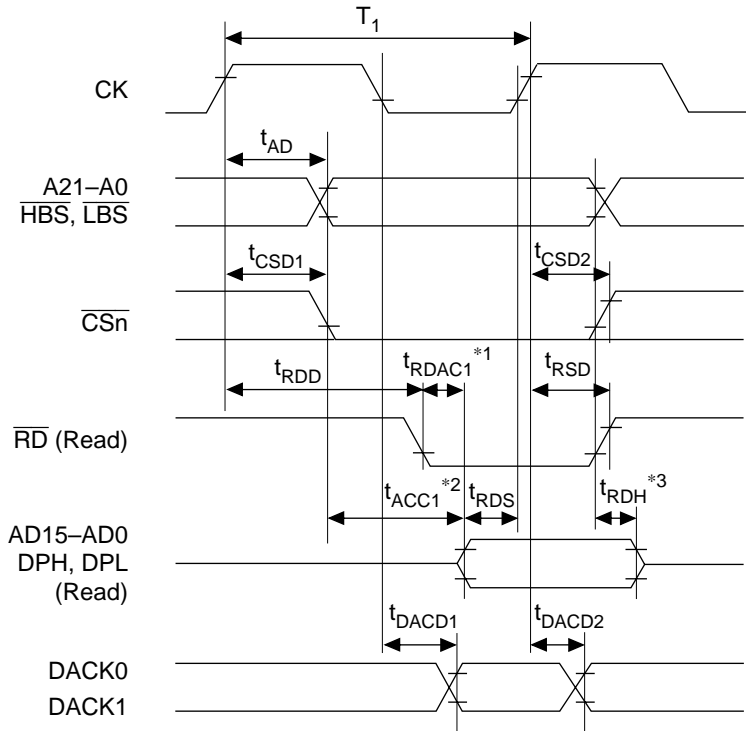 T1
CK
tAD
A21–A0
HBS, LBS
tCSD1
tCSD2
CSn
tRDD
tRDAC1*1
tRSD
RD (Read)
tACC1*2
tRDS
tRDH*3
AD15–AD0
DPH, DPL
(Read)
tDACD1
tDACD2
DACK0
DACK1